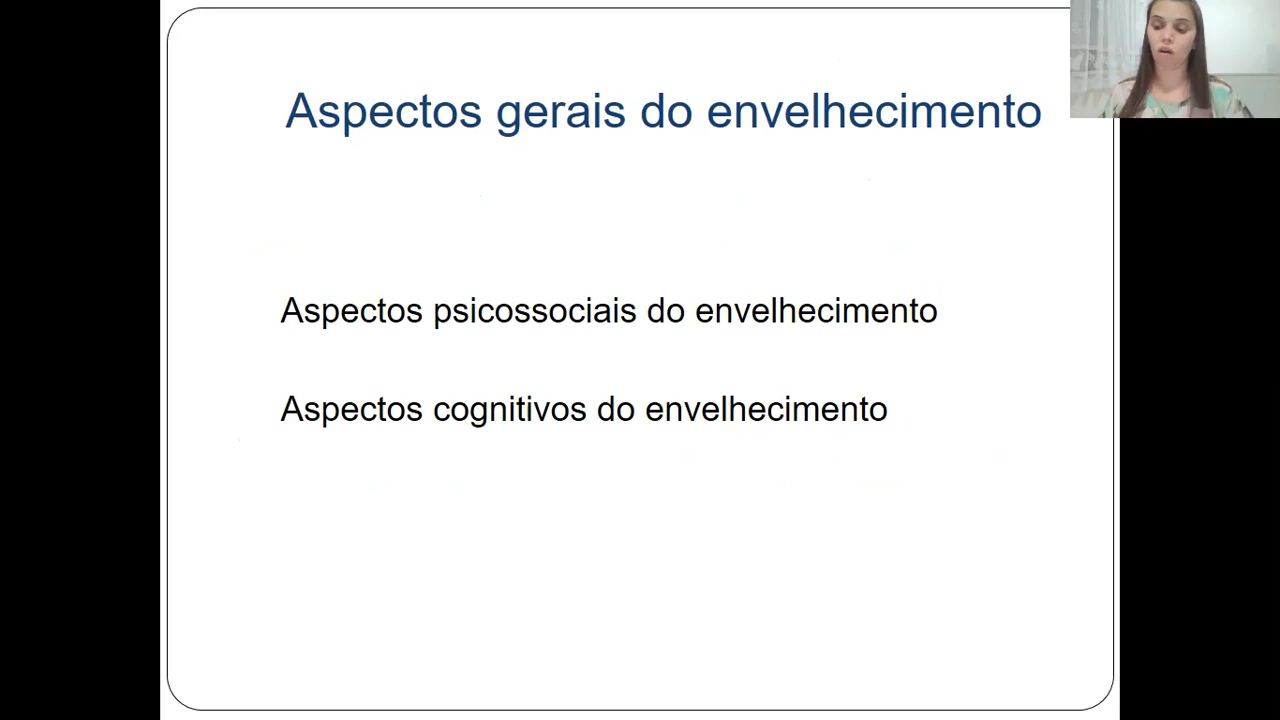 Aspectos gerais do envelhecimento
Aspectos psicossociais do envelhecimento
Aspectos cognitivos do envelhecimento